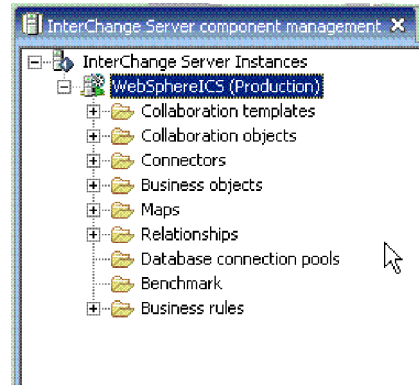 InterChange Server component management
InterChange Server Instances
WebSphereICS (Production)
Collaboration templates
Collaboration objects
Connectors
Business objects
Maps
Relationships
Database connection pools
Benchmark
Business rules